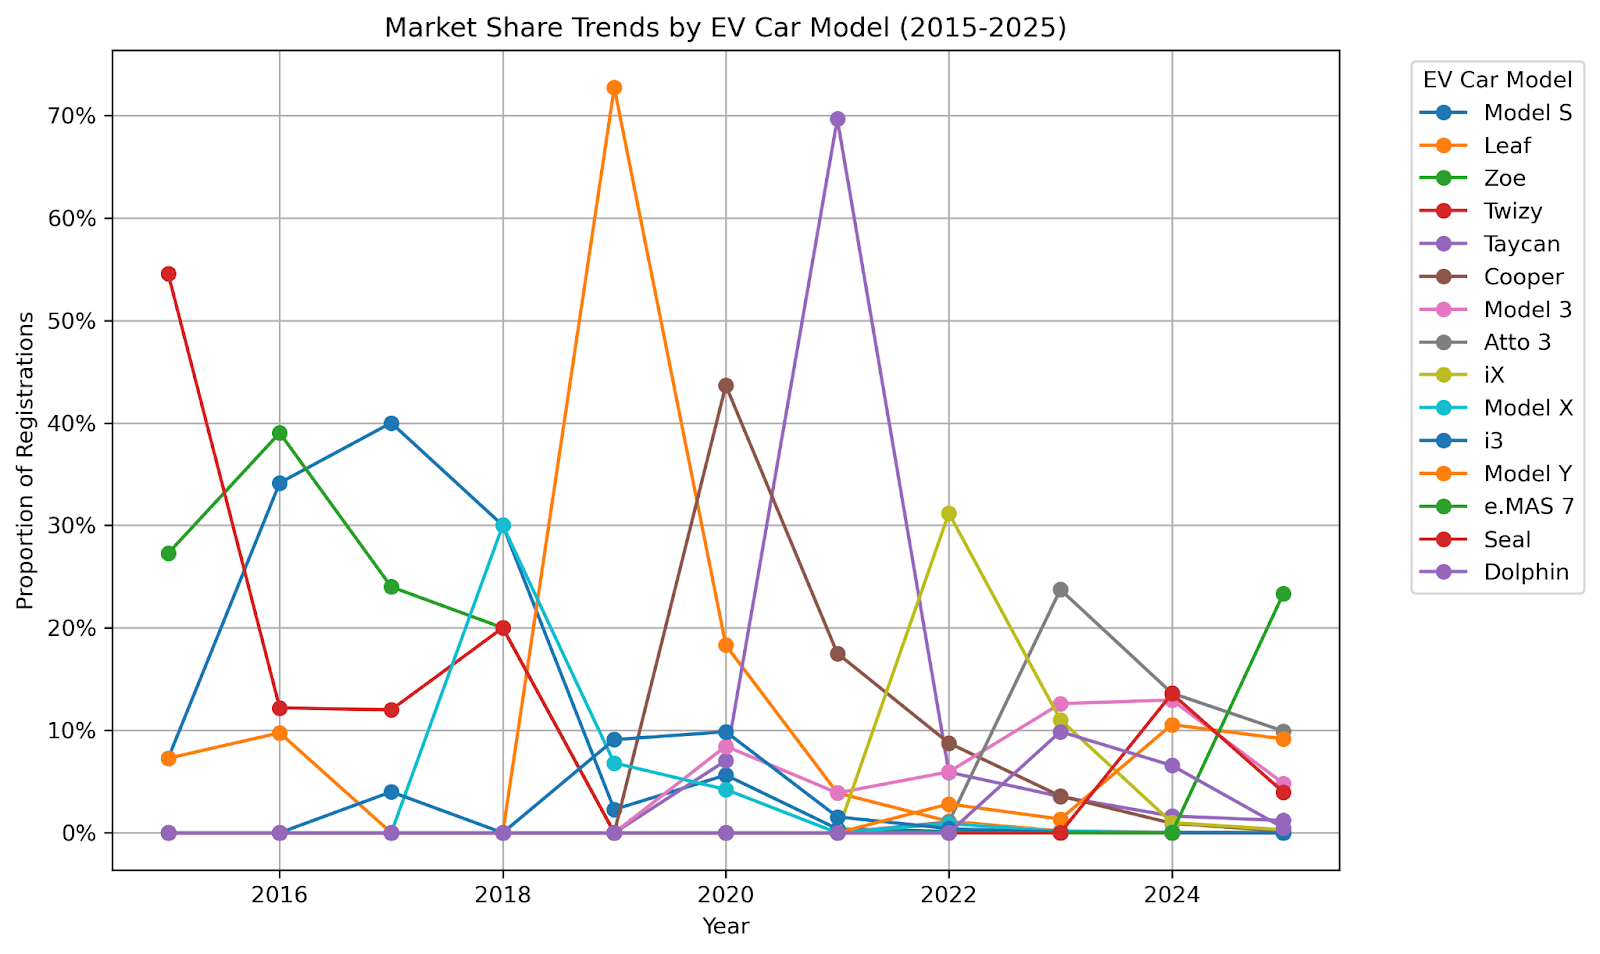 Market Share Trends by EV Car Model (2015-2025)
Proportion of Registrations
70%
60%
50%
40%
30%
20%
10%
0%
2016
2018
2020
2022
2024
Year
EV Car Model
Model S
Leaf
Zoe
Twizy
Taycan
Cooper
Model 3
Atto 3
iX
Model X
i3
Model Y
e.MAS 7
Seal
Dolphin